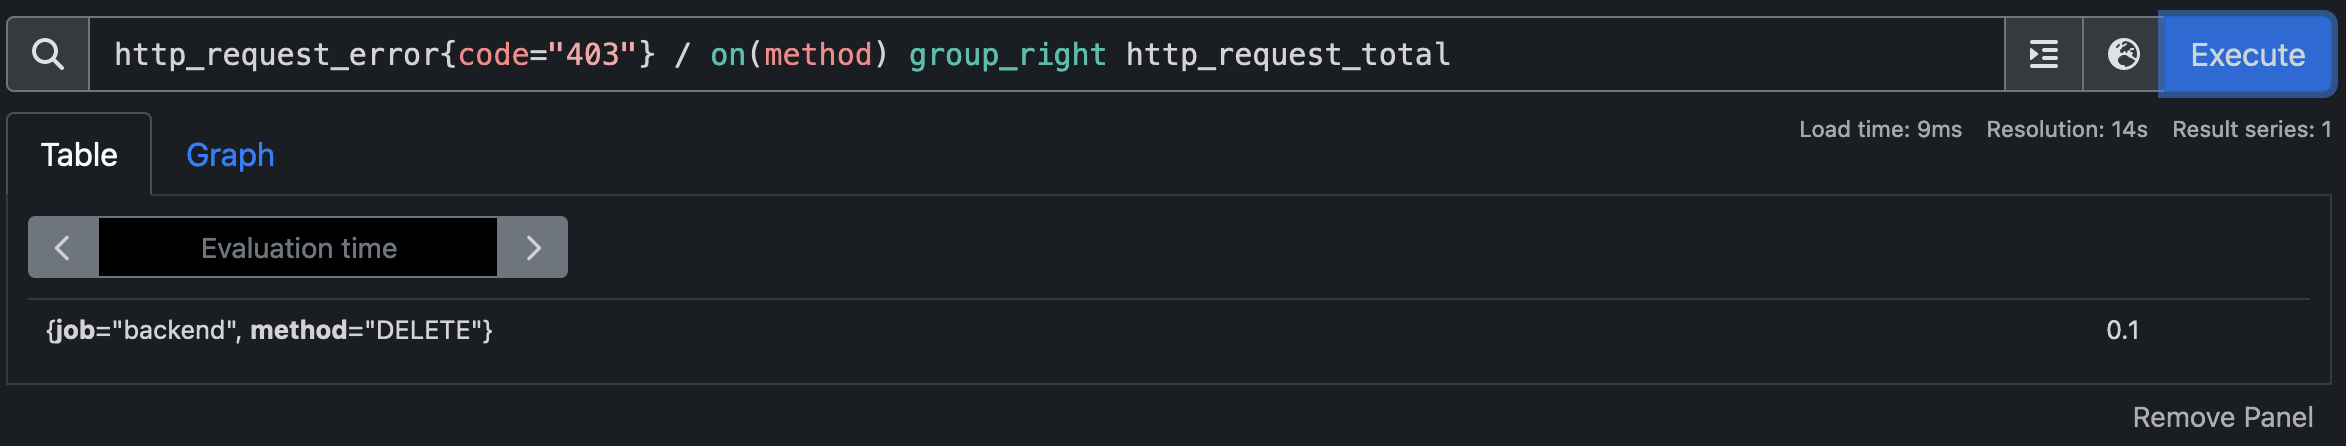 http_request_error{code="403"} / on(method) group_right http_request_total
Execute
Table
Graph
Load time: 9ms Resolution: 14s Result series: 1
Evaluation time
{job="backend", method="DELETE"} 0.1
Remove Panel